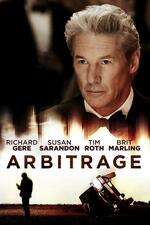 RICHARD GERE
SUSAN SARANDON
TIM ROTH
BRIT MARLING
ARBITRAGE